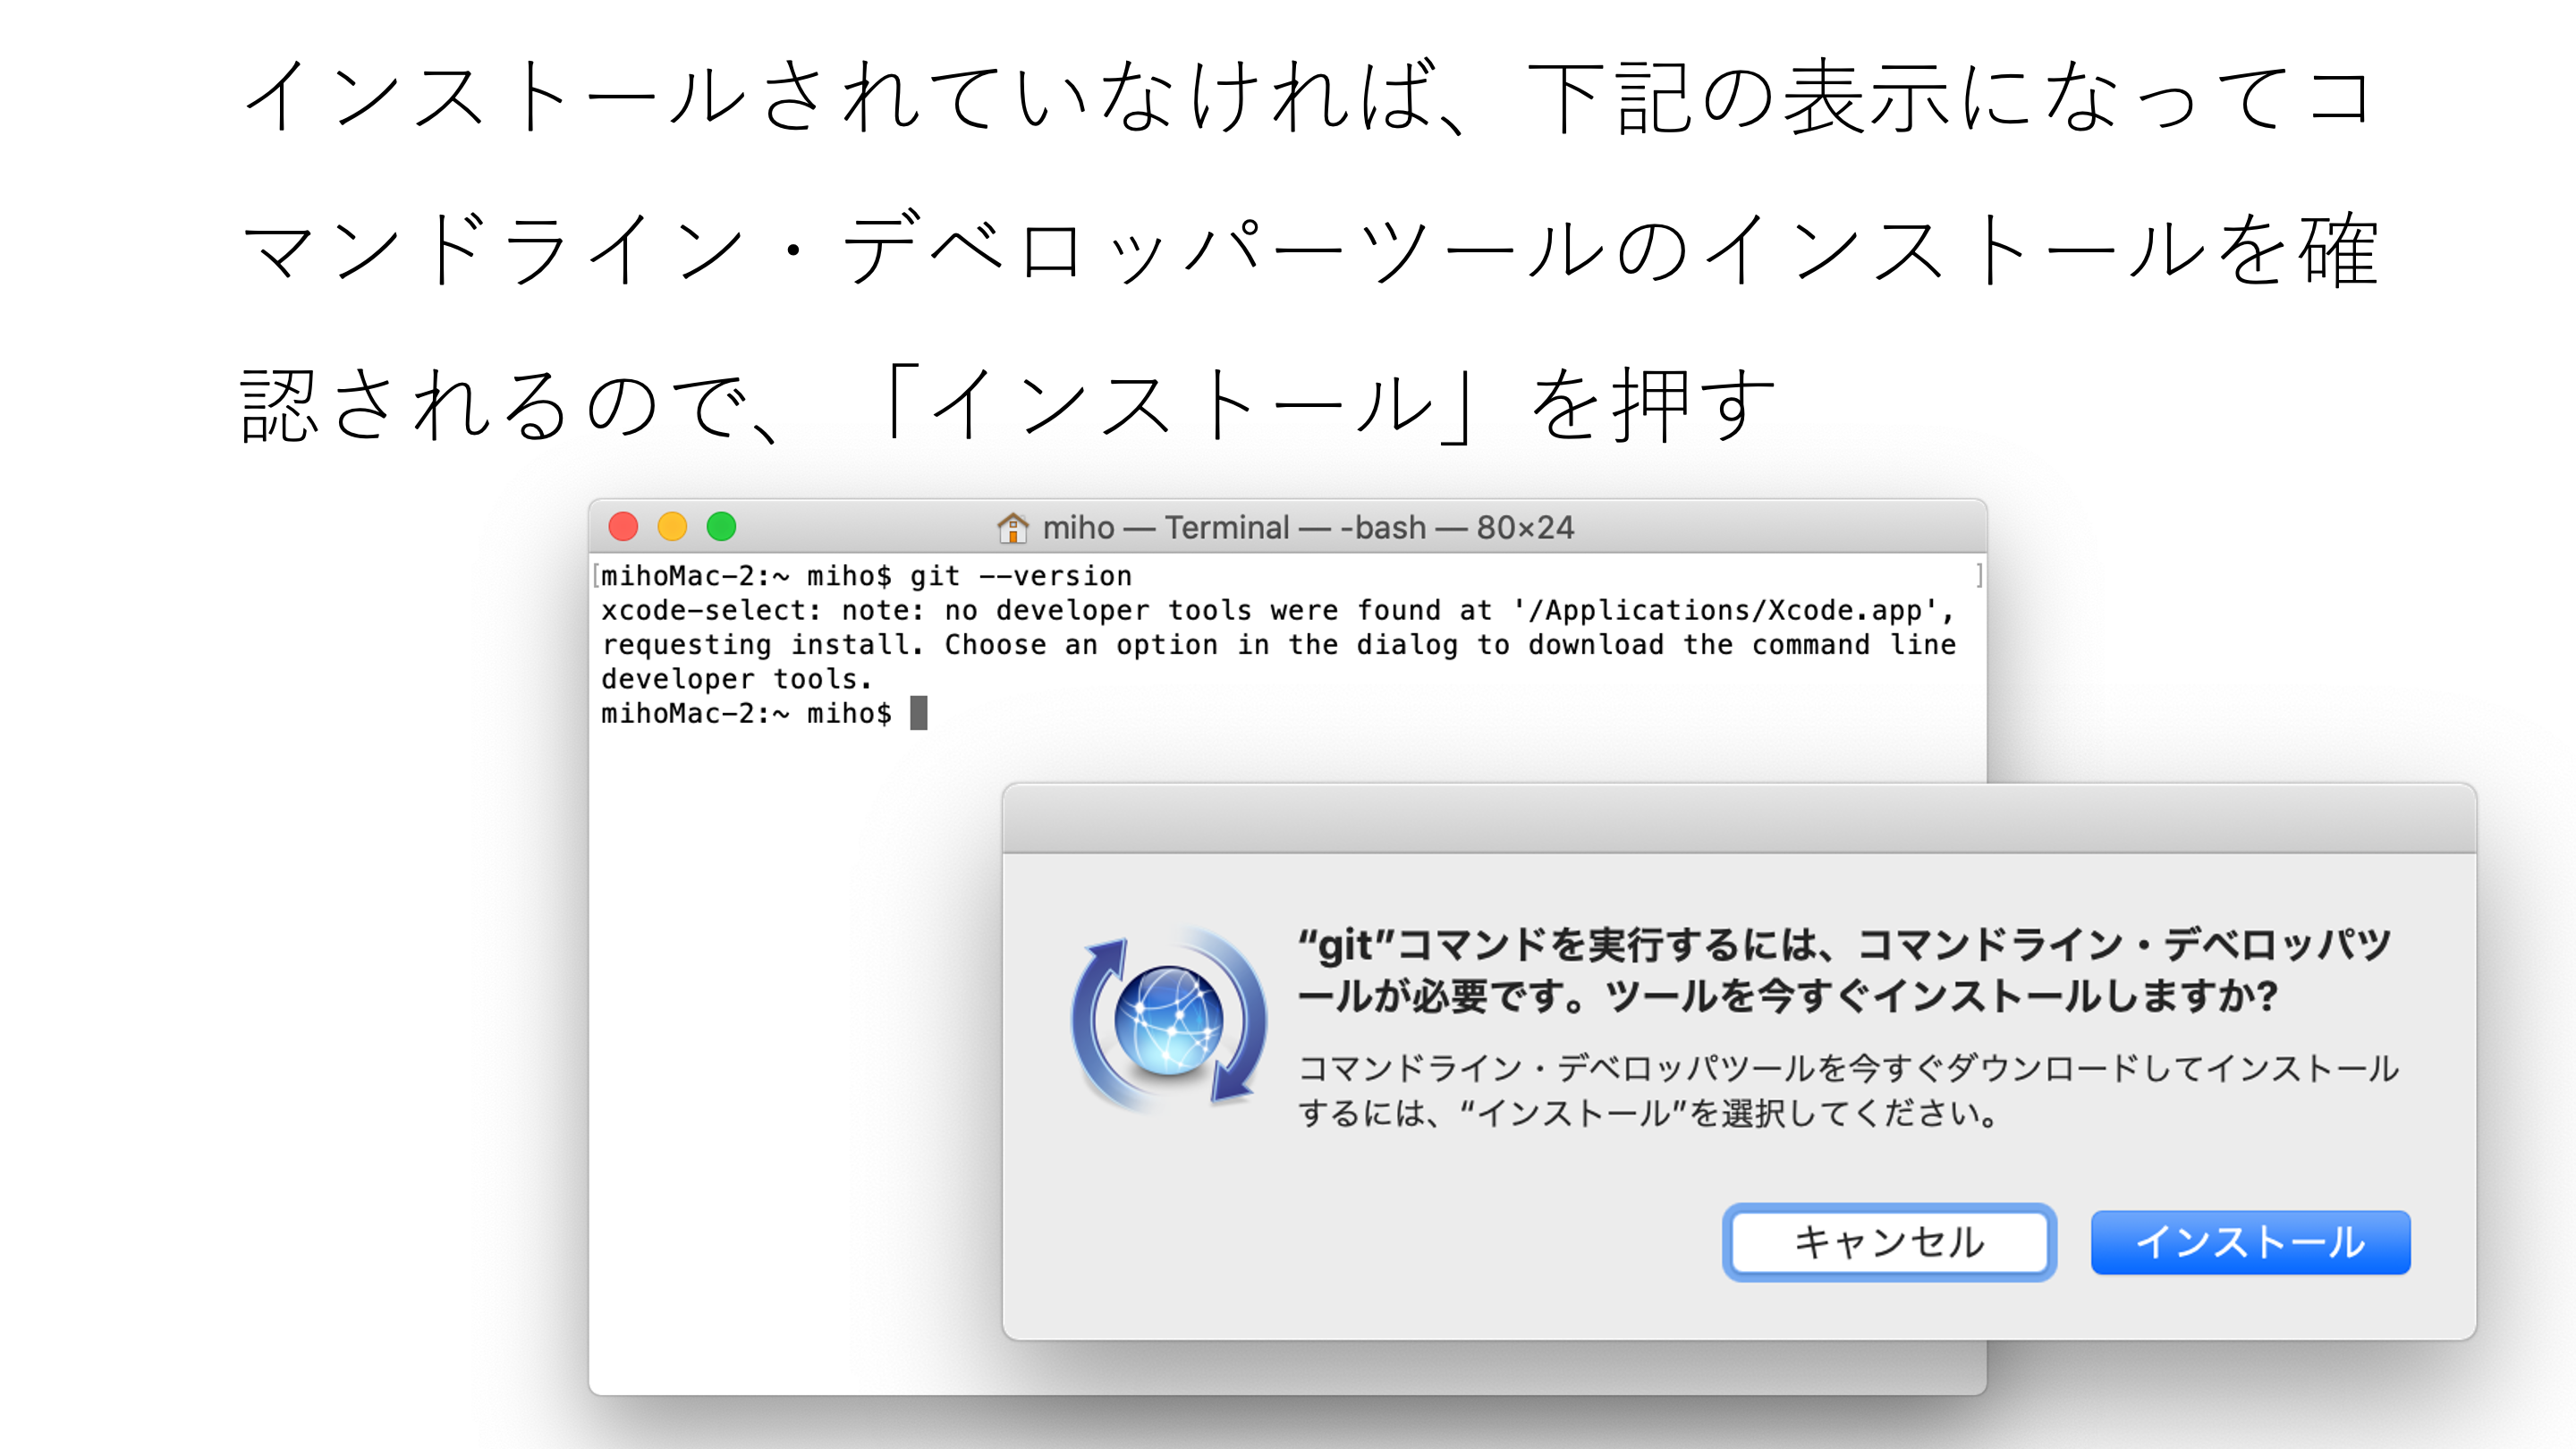 インストールされていなければ、下記の表示になってコ
マンドライン・デベロッパーツールのインストールを確
認されるので、「インストール」を押す
miho — Terminal — -bash — 80×24
[mihoMac-2:~ miho$ git --version ]
xcode-select: note: no developer tools were found at '/Applications/Xcode.app',
requesting install. Choose an option in the dialog to download the command line
developer tools.
mihoMac-2:~ miho$
“git”コマンドを実行するには、コマンドライン・デベロッパツ
ールが必要です。ツールを今すぐインストールしますか?
コマンドライン・デベロッパツールを今すぐダウンロードしてインストール
するには、“インストール”を選択してください。
キャンセル
インストール